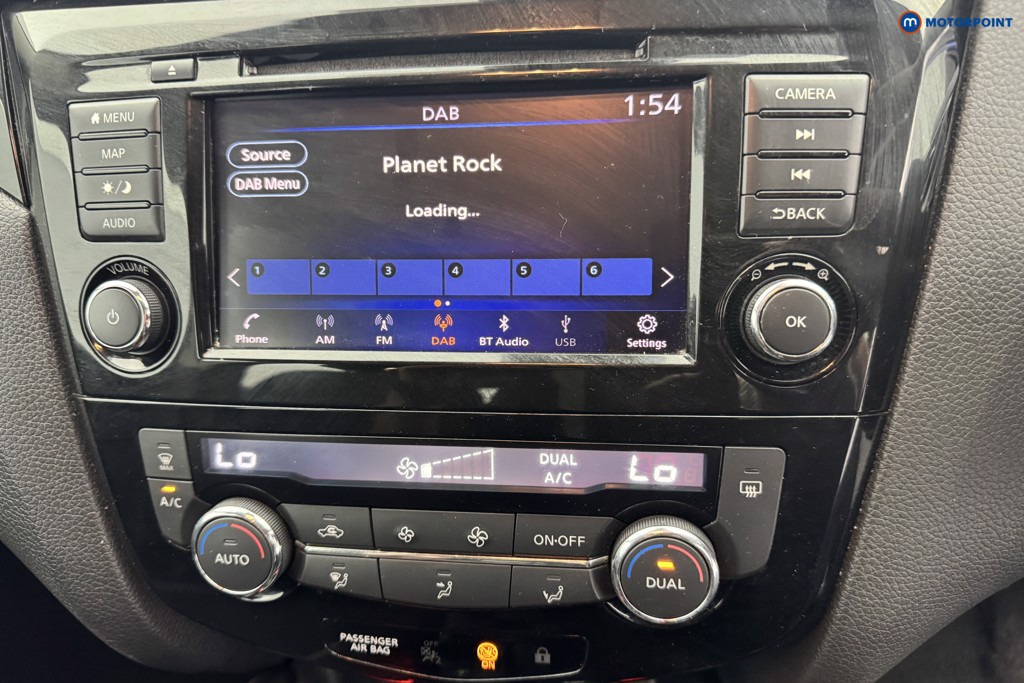 m MOTORPOINT
DAB 1:54
MENU
MAP
AUDIO
VOLUME
Source
DAB Menu
Planet Rock
Loading...
1 2 3 4 5 6
Phone AM FM DAB BT Audio USB Settings
CAMERA
BACK
OK
MAX
A/C
Lo DUAL A/C Lo
AUTO
ON·OFF
DUAL
PASSENGER AIR BAG
OFF
ON